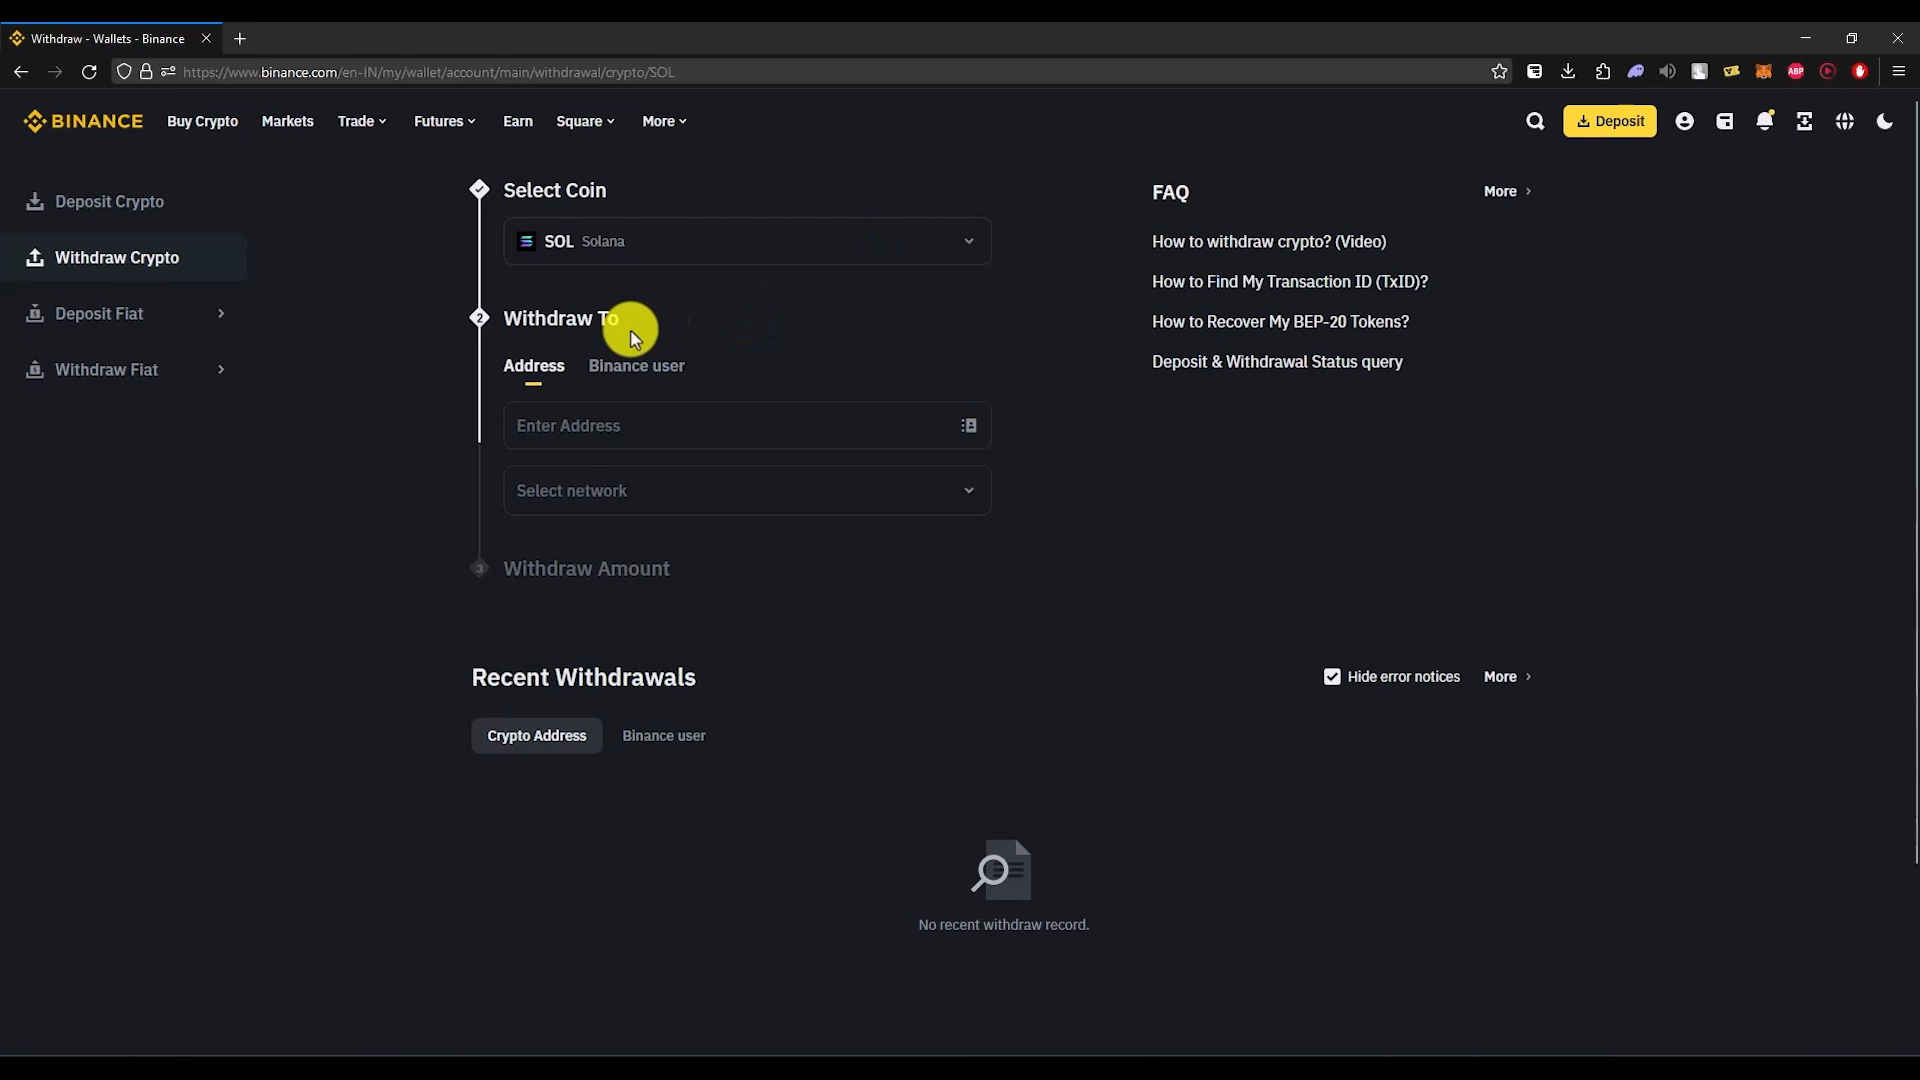 Withdraw - Wallets - Binance
https://www.binance.com/en-IN/my/wallet/account/main/withdrawal/crypto/SOL
ABP
BINANCE Buy Crypto Markets Trade Futures Earn Square More Deposit
Deposit Crypto
Withdraw Crypto
Deposit Fiat
Withdraw Fiat
Select Coin
SOL Solana
2 Withdraw To
Address Binance user
Enter Address
Select network
3 Withdraw Amount
FAQ More
How to withdraw crypto? (Video)
How to Find My Transaction ID (TxID)?
How to Recover My BEP-20 Tokens?
Deposit & Withdrawal Status query
Recent Withdrawals Hide error notices More
Crypto Address Binance user
No recent withdraw record.